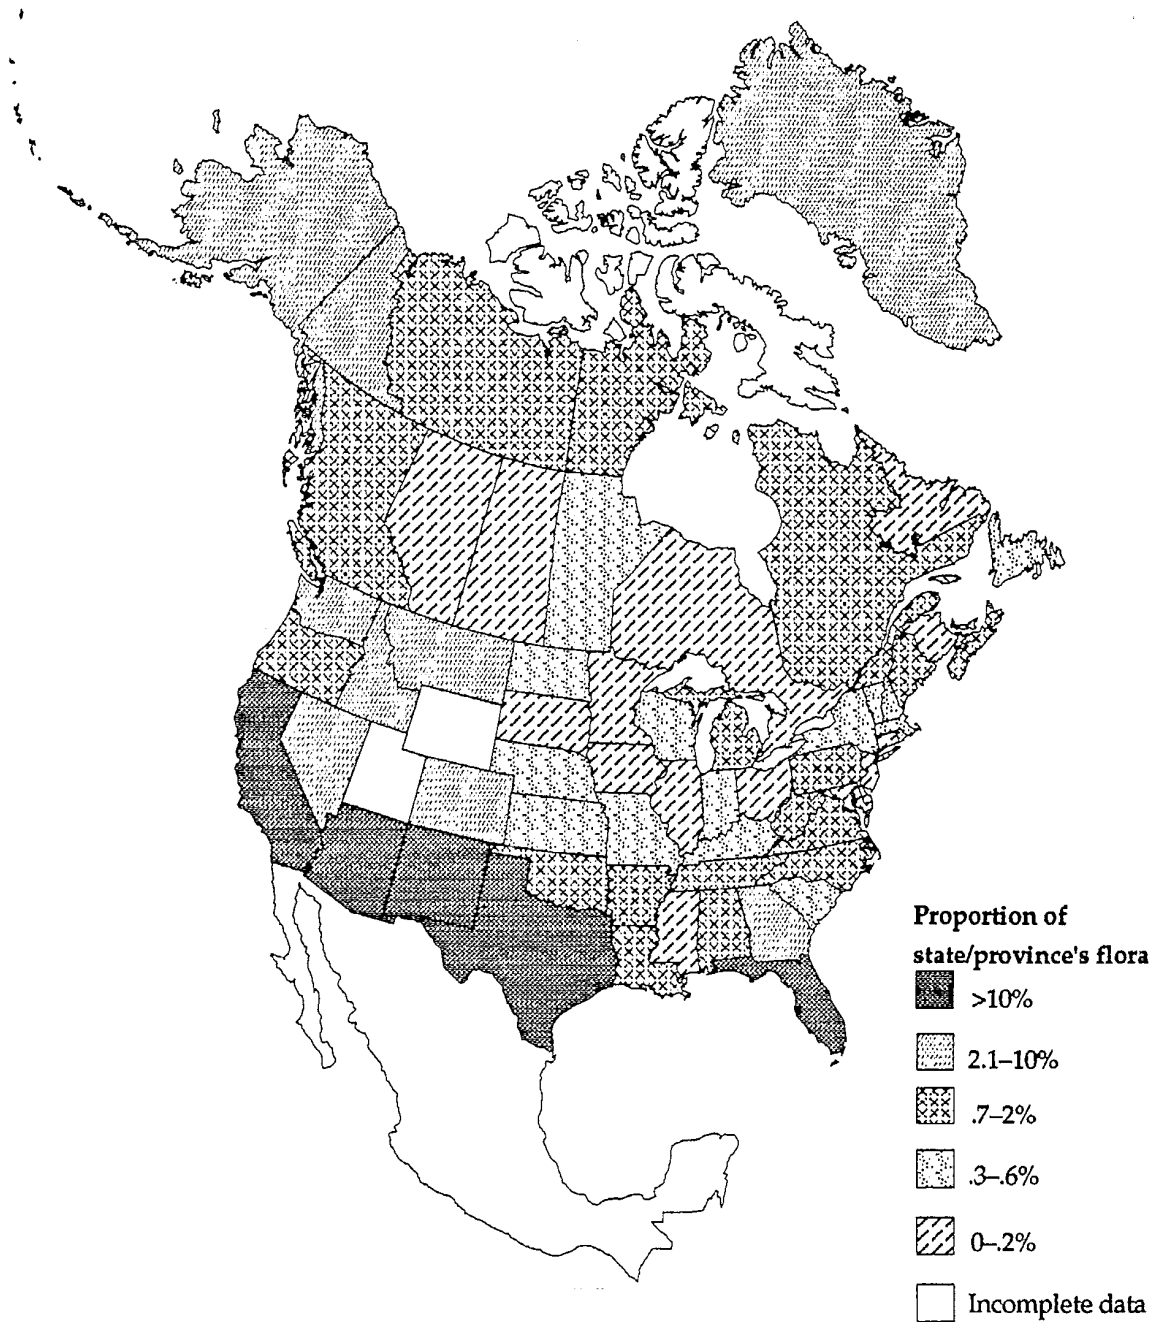 Proportion of
state/province's flora
>10%
2.1–10%
.7–2%
.3–.6%
0–.2%
Incomplete data